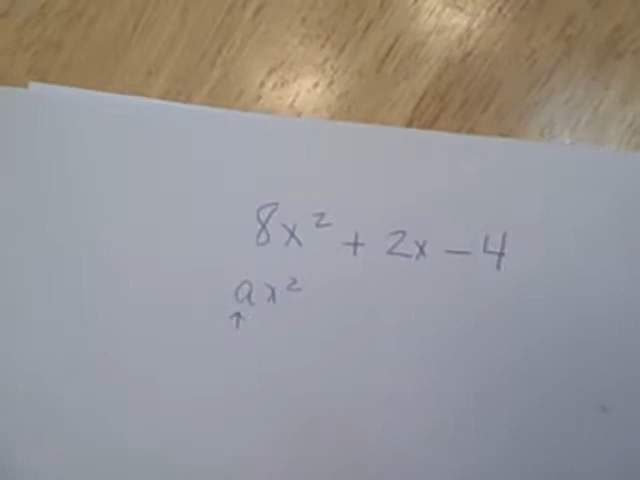 8x² + 2x - 4
ax²
↑